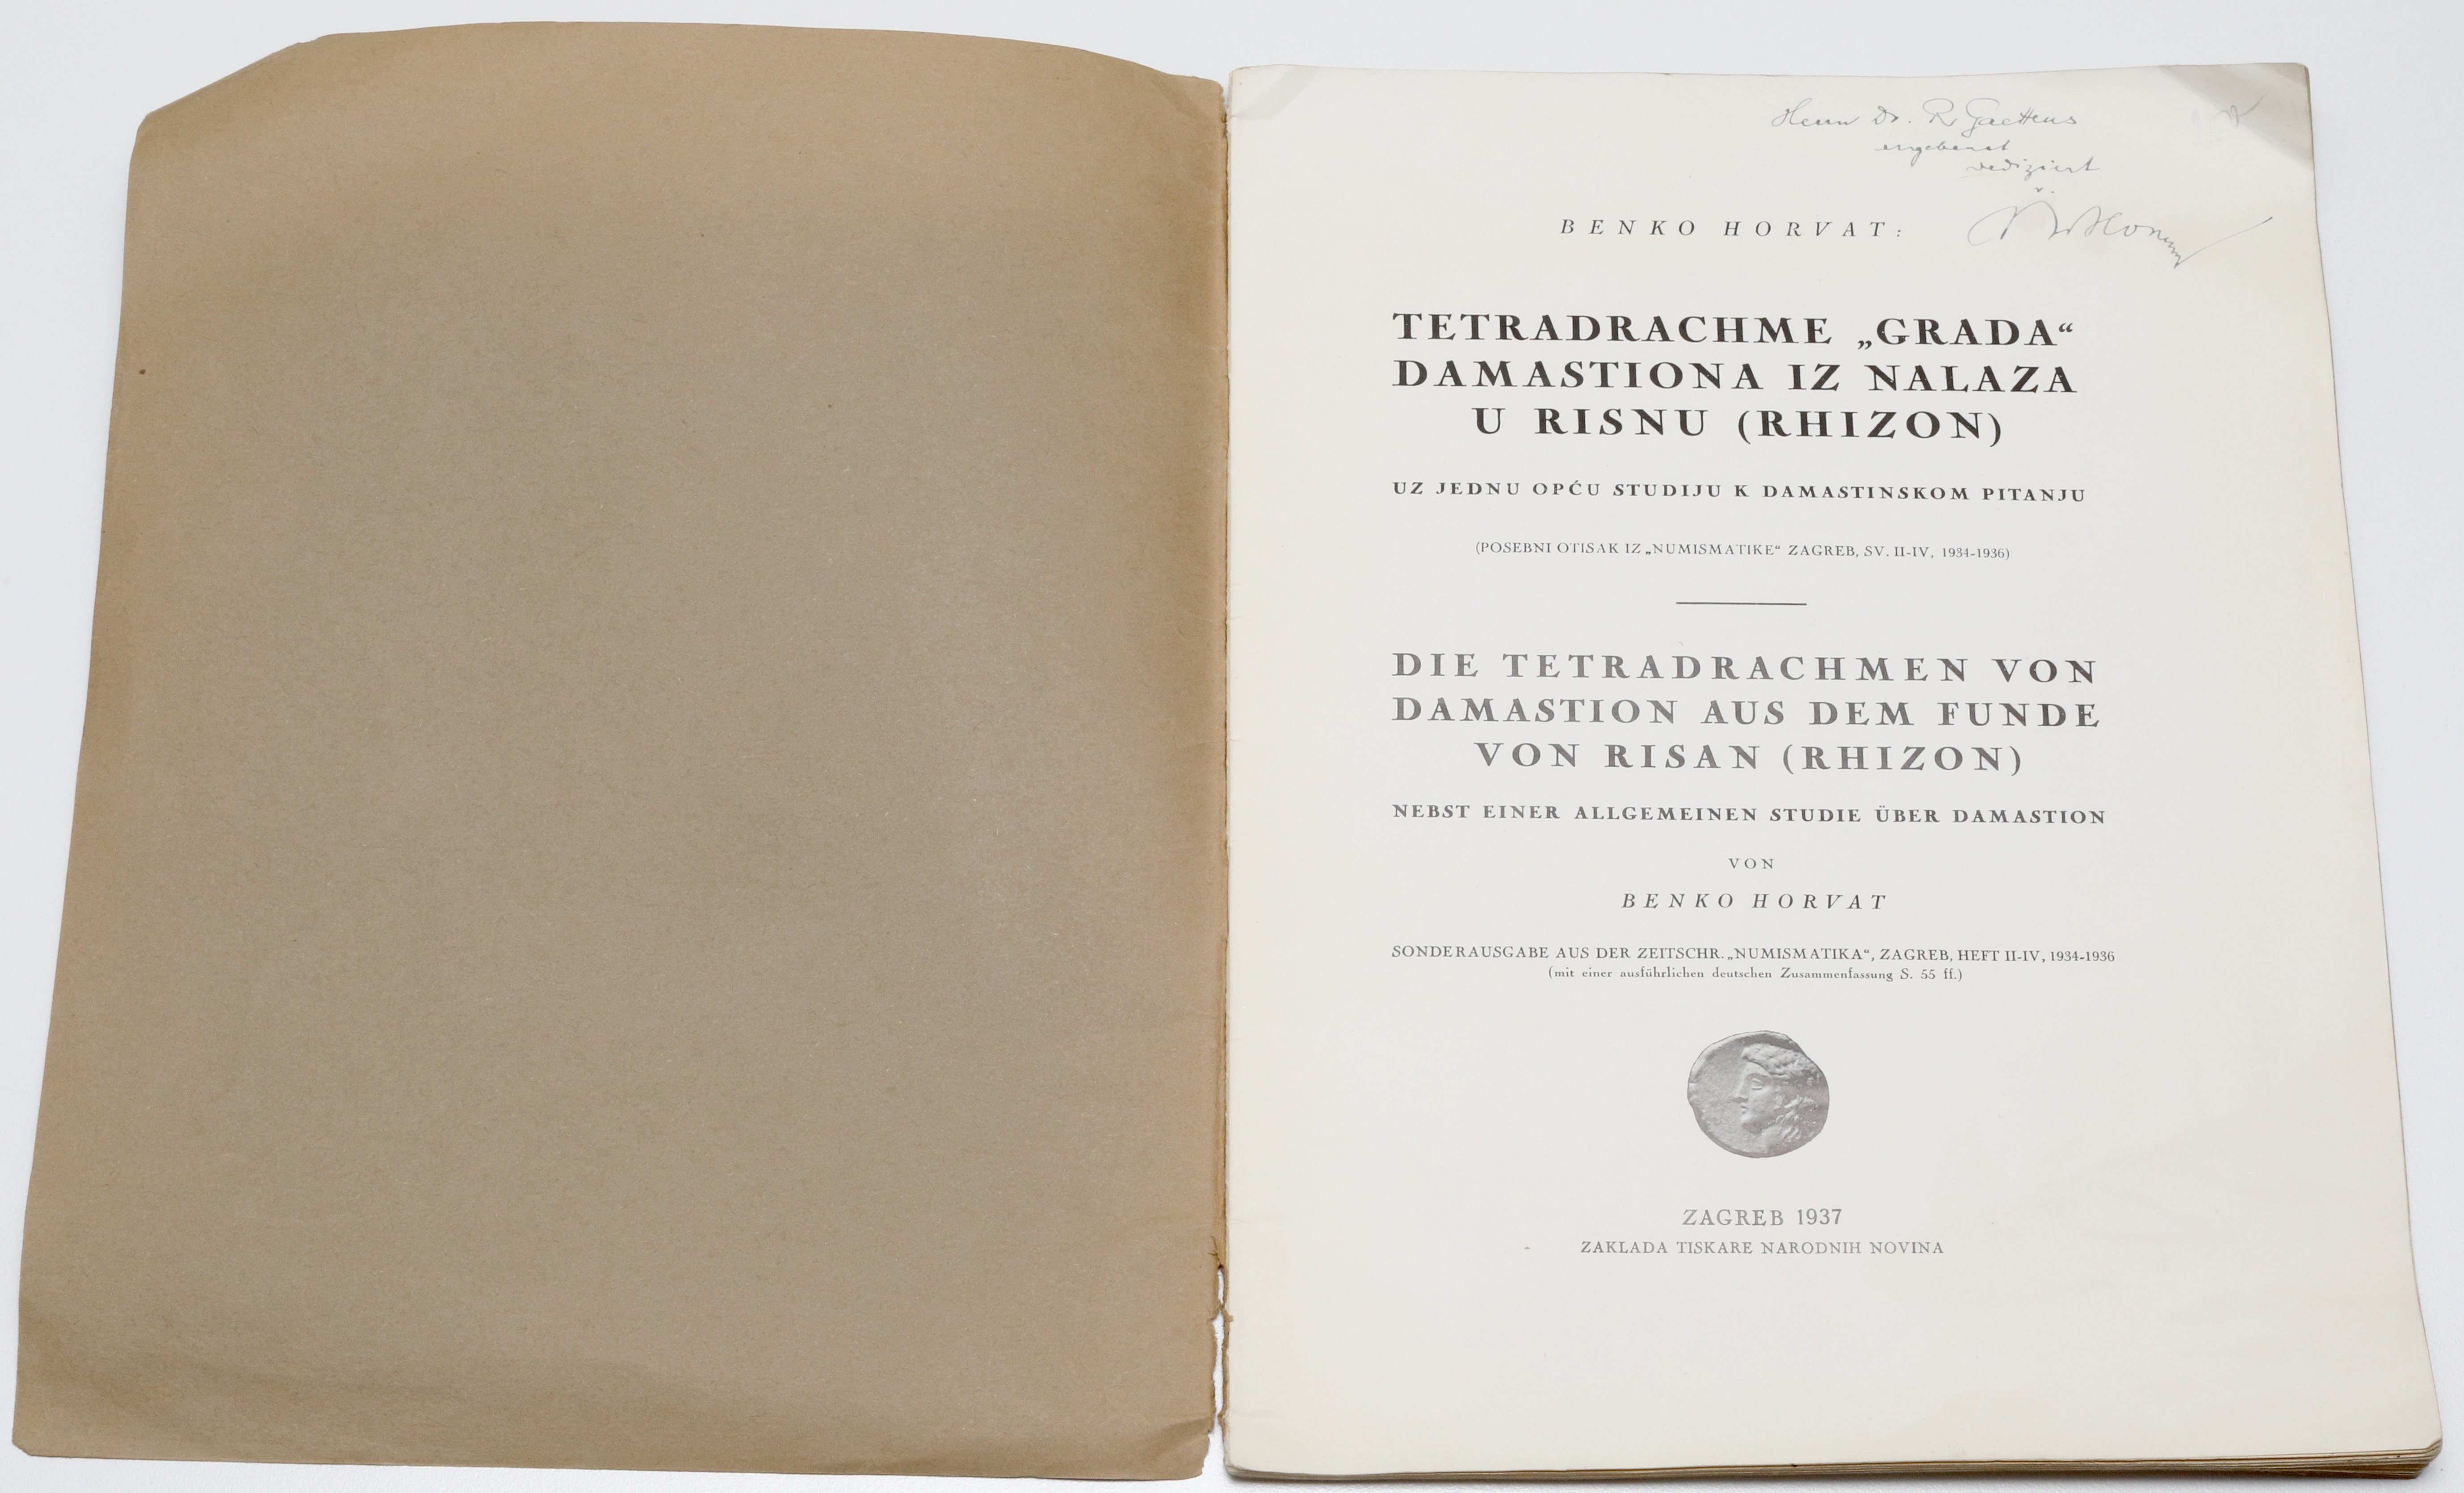 Herrn Dr. R. Gaettens
ergebenst
dediziert
v.
BENKO HORVAT:
TETRADRACHME „GRADA“
DAMASTIONA IZ NALAZA
U RISNU (RHIZON)
UZ JEDNU OPĆU STUDIJU K DAMASTINSKOM PITANJU
(POSEBNI OTISAK IZ „NUMISMATIKE“ ZAGREB, SV. II-IV, 1934-1936)
DIE TETRADRACHMEN VON
DAMASTION AUS DEM FUNDE
VON RISAN (RHIZON)
NEBST EINER ALLGEMEINEN STUDIE ÜBER DAMASTION
VON
BENKO HORVAT
SONDERAUSGABE AUS DER ZEITSCHR. „NUMISMATIKA“, ZAGREB, HEFT II-IV, 1934-1936
(mit einer ausführlichen deutschen Zusammenfassung S. 55 ff.)
ZAGREB 1937
ZAKLADA TISKARE NARODNIH NOVINA